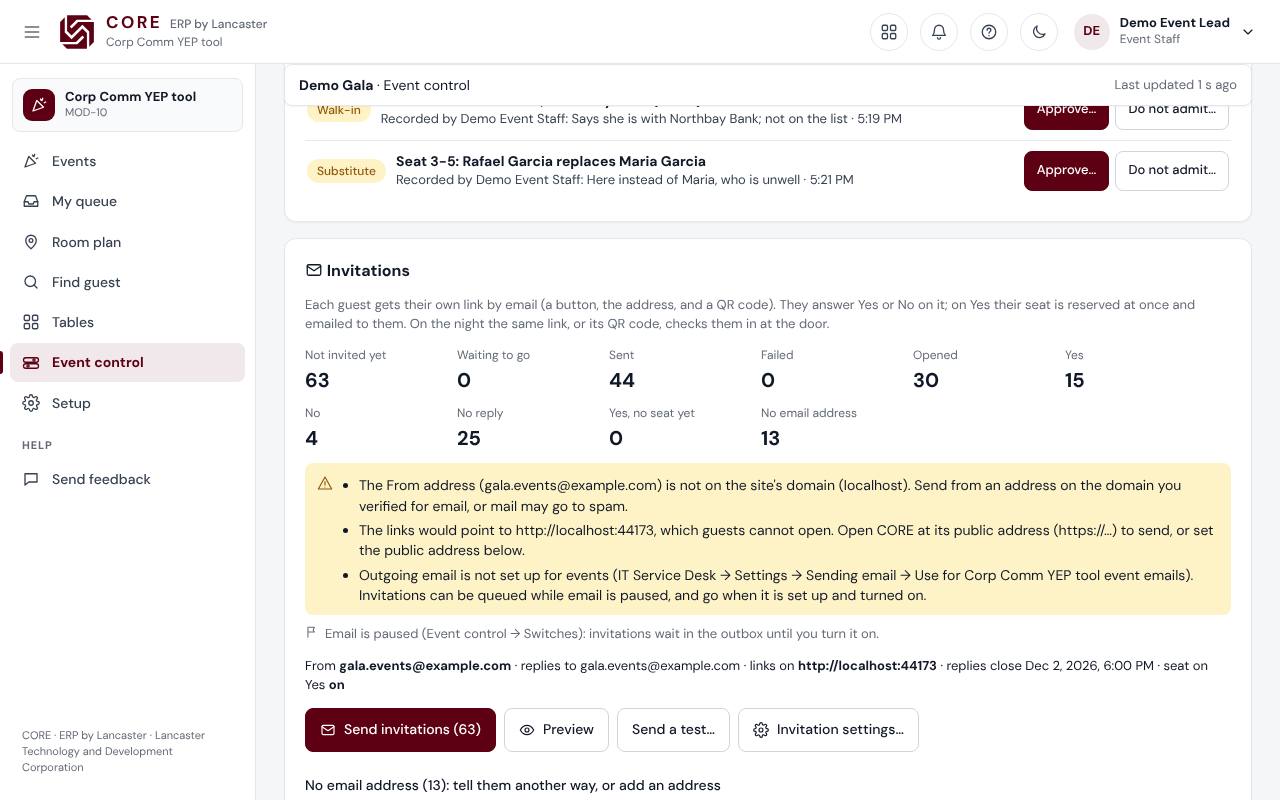 CORE ERP by Lancaster
Corp Comm YEP tool
DE
Demo Event Lead
Event Staff
Corp Comm YEP tool
MOD-10
Events
My queue
Room plan
Find guest
Tables
Event control
Setup
HELP
Send feedback
CORE · ERP by Lancaster · Lancaster
Technology and Development
Corporation
Demo Gala · Event control
Last updated 1 s ago
Walk-in
Recorded by Demo Event Staff: Says she is with Northbay Bank; not on the list · 5:19 PM
Approve…
Do not admit…
Substitute
Seat 3-5: Rafael Garcia replaces Maria Garcia
Recorded by Demo Event Staff: Here instead of Maria, who is unwell · 5:21 PM
Approve…
Do not admit…
Invitations
Each guest gets their own link by email (a button, the address, and a QR code). They answer Yes or No on it; on Yes their seat is reserved at once and
emailed to them. On the night the same link, or its QR code, checks them in at the door.
Not invited yet Waiting to go Sent Failed Opened Yes
63 0 44 0 30 15
No No reply Yes, no seat yet No email address
4 25 0 13
The From address (gala.events@example.com) is not on the site's domain (localhost). Send from an address on the domain you
verified for email, or mail may go to spam.
The links would point to http://localhost:44173, which guests cannot open. Open CORE at its public address (https://…) to send, or set
the public address below.
Outgoing email is not set up for events (IT Service Desk → Settings → Sending email → Use for Corp Comm YEP tool event emails).
Invitations can be queued while email is paused, and go when it is set up and turned on.
Email is paused (Event control → Switches): invitations wait in the outbox until you turn it on.
From gala.events@example.com · replies to gala.events@example.com · links on http://localhost:44173 · replies close Dec 2, 2026, 6:00 PM · seat on
Yes on
Send invitations (63)
Preview
Send a test…
Invitation settings…
No email address (13): tell them another way, or add an address